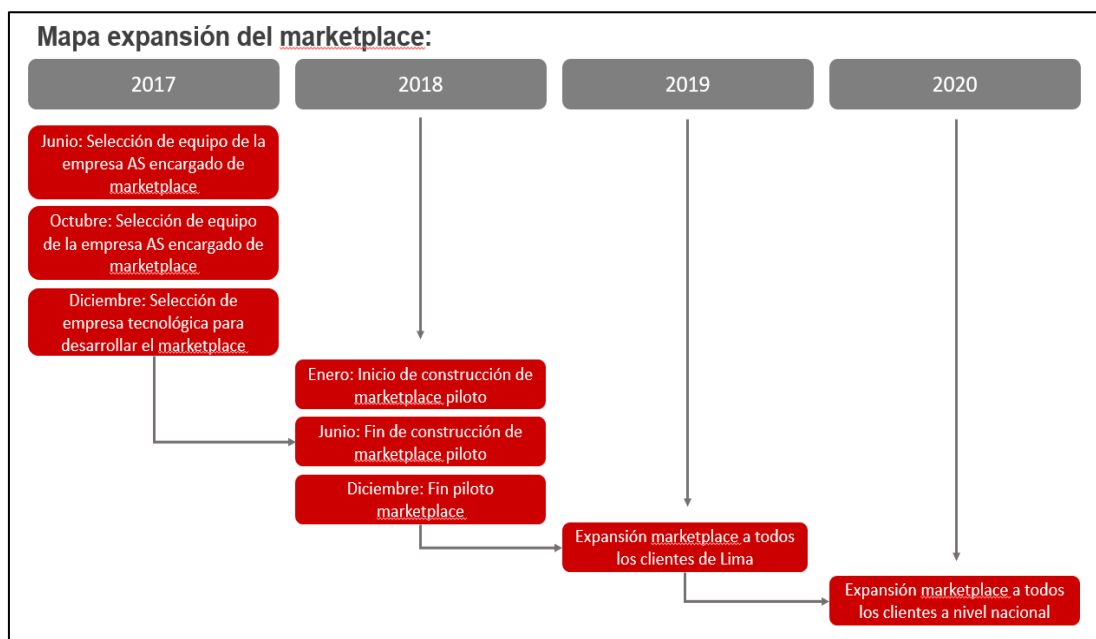 Mapa expansión del marketplace:
2017
2018
2019
2020
Junio: Selección de equipo de la
empresa AS encargado de
marketplace
Octubre: Selección de equipo
de la empresa AS encargado de
marketplace
Diciembre: Selección de
empresa tecnológica para
desarrollar el marketplace
Enero: Inicio de construcción de
marketplace piloto
Junio: Fin de construcción de
marketplace piloto
Diciembre: Fin piloto
marketplace
Expansión marketplace a todos
los clientes de Lima
Expansión marketplace a todos
los clientes a nivel nacional